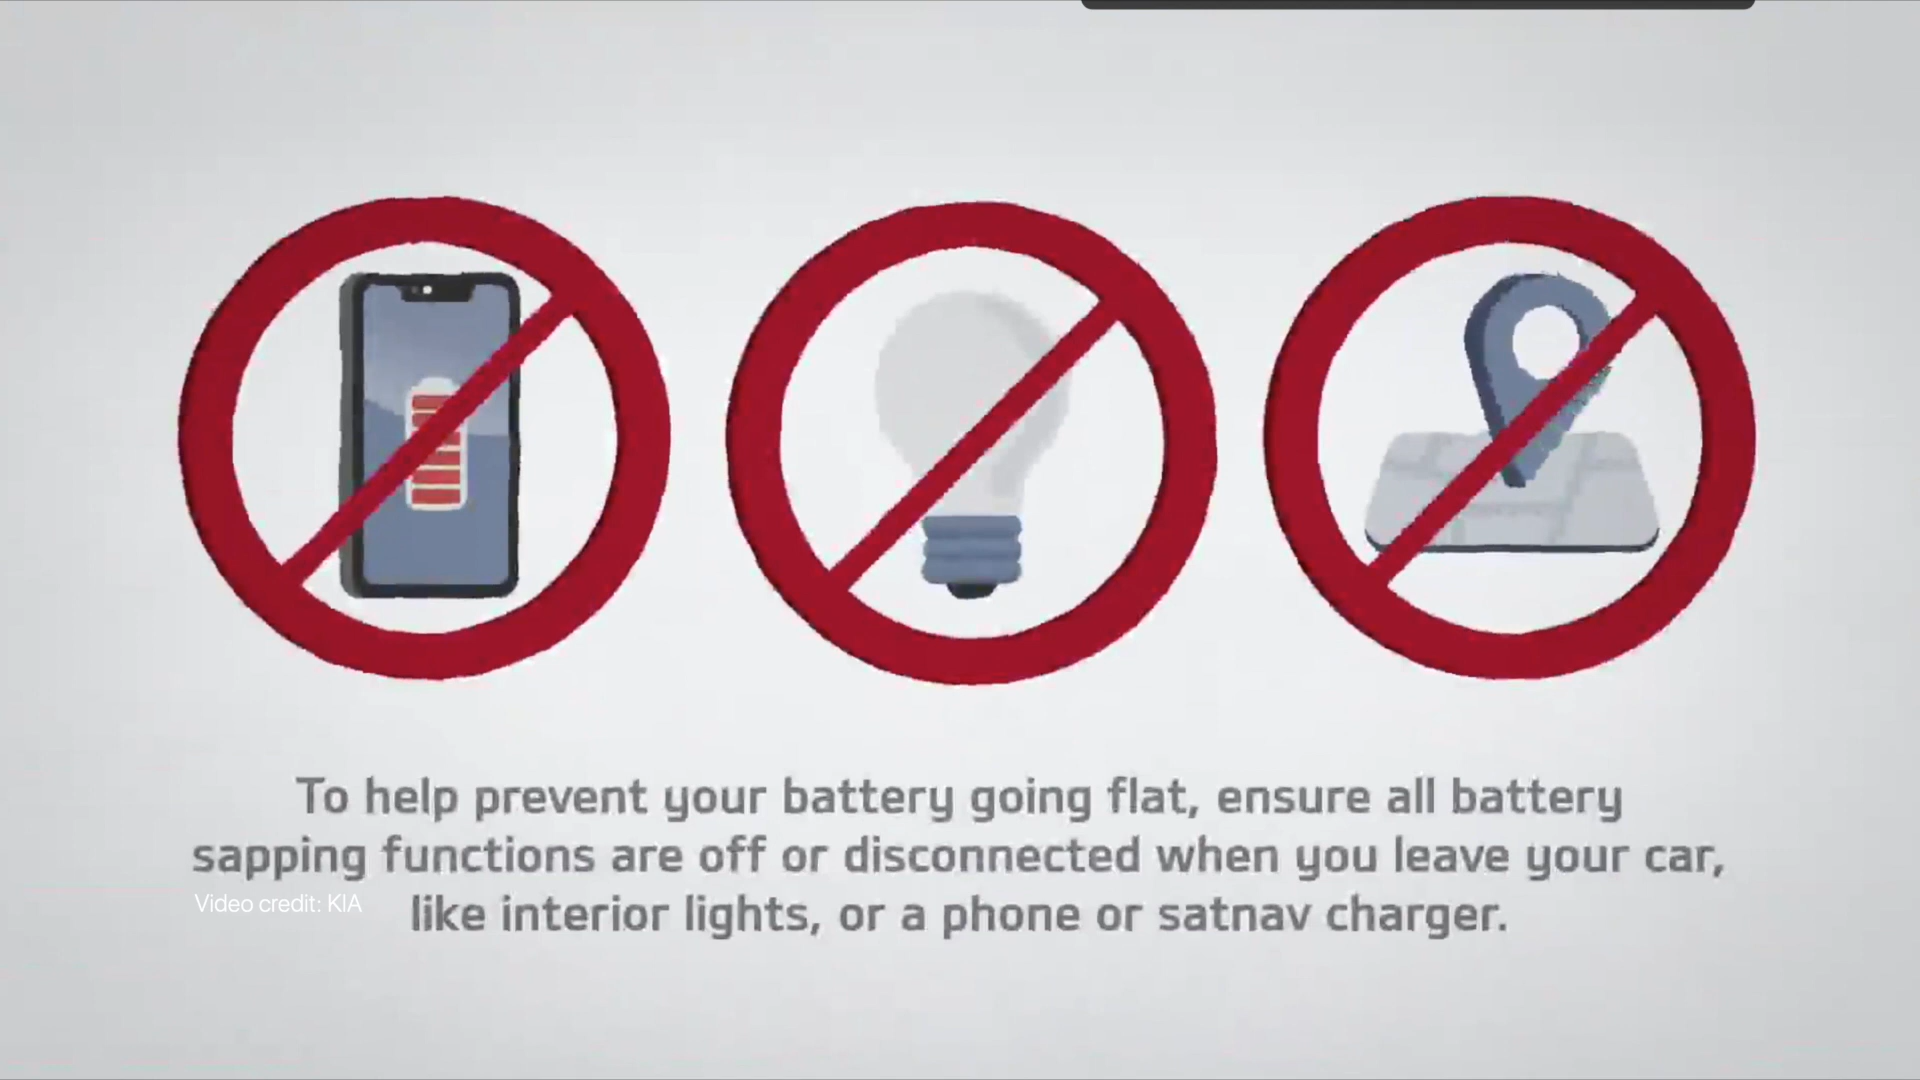 To help prevent your battery going flat, ensure all battery
sapping functions are off or disconnected when you leave your car,
like interior lights, or a phone or satnav charger.
Video credit: KIA